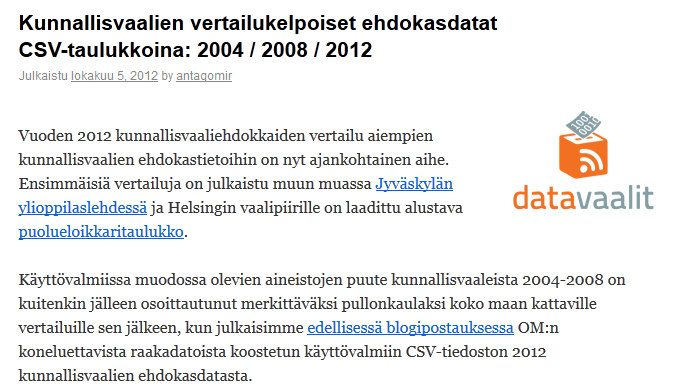 Kunnallisvaalien vertailukelpoiset ehdokasdatat
CSV-taulukkoina: 2004 / 2008 / 2012
Julkaistu lokakuu 5, 2012 by antagomir
Vuoden 2012 kunnallisvaaliehdokkaiden vertailu aiempien
kunnallisvaalien ehdokastietoihin on nyt ajankohtainen aihe.
Ensimmäisiä vertailuja on julkaistu muun muassa Jyväskylän
ylioppilaslehdessä ja Helsingin vaalipiirille on laadittu alustava
puolueloikkaritaulukko.
datavaalit
Käyttövalmiissa muodossa olevien aineistojen puute kunnallisvaaleista 2004-2008 on
kuitenkin jälleen osoittautunut merkittäväksi pullonkaulaksi koko maan kattaville
vertailuille sen jälkeen, kun julkaisimme edellisessä blogipostauksessa OM:n
koneluettavista raakadatoista koostetun käyttövalmiin CSV-tiedoston 2012
kunnallisvaalien ehdokasdatasta.